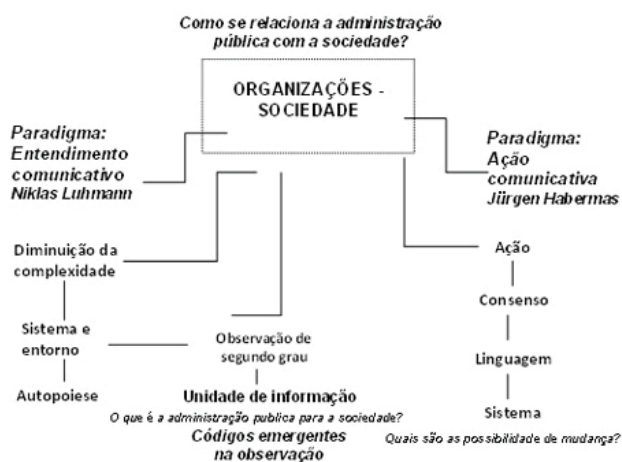 Como se relaciona a administração
pública com a sociedade?
ORGANIZAÇÕES -
SOCIEDADE
Paradigma:
Entendimento
comunicativo
Niklas Luhmann
Paradigma:
Ação
comunicativa
Jürgen Habermas
Diminuição da
complexidade
Sistema e
entorno
Autopoiese
Observação de
segundo grau
Unidade de informação
O que é a administração publica para a sociedade?
Códigos emergentes
na observação
Ação
Consenso
Linguagem
Sistema
Quais são as possibilidade de mudança?